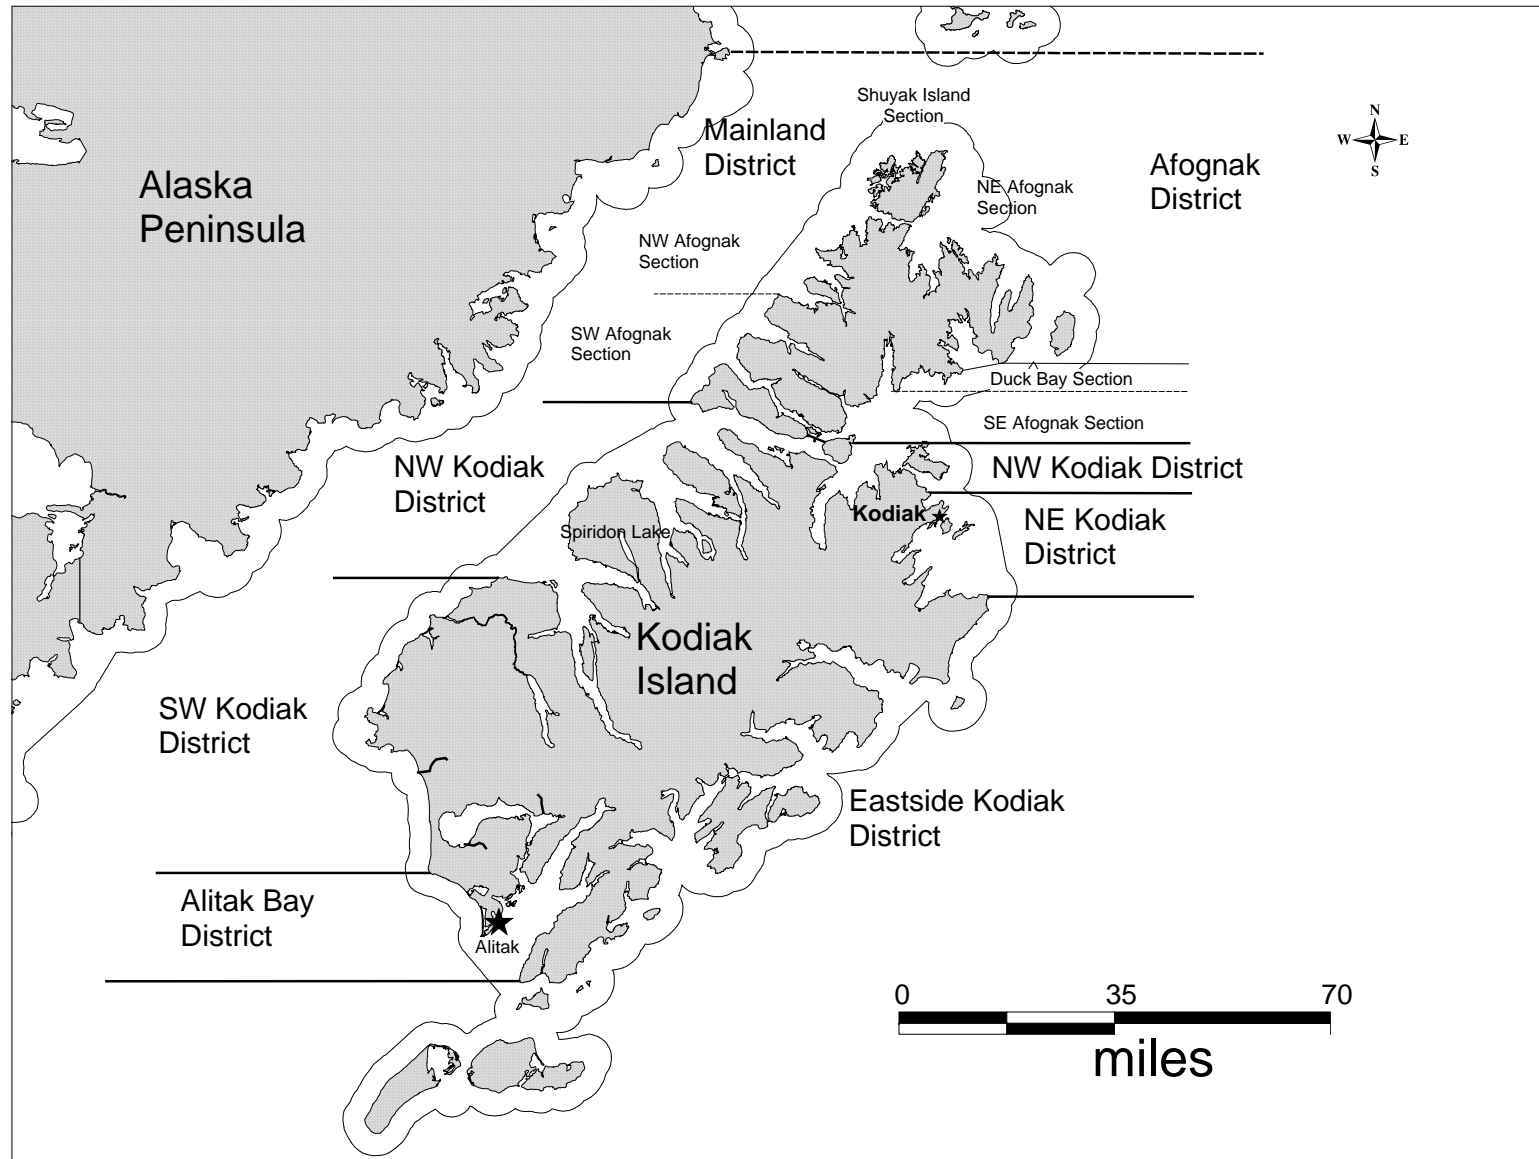 Shuyak Island
Section
N
W E
S
Mainland
District
Afognak
District
Alaska
Peninsula
NE Afognak
Section
NW Afognak
Section
SW Afognak
Section
Duck Bay Section
SE Afognak Section
NW Kodiak
District
NW Kodiak District
Kodiak
NE Kodiak
District
Spiridon Lake
Kodiak
Island
SW Kodiak
District
Eastside Kodiak
District
Alitak Bay
District
Alitak
0 35 70
miles